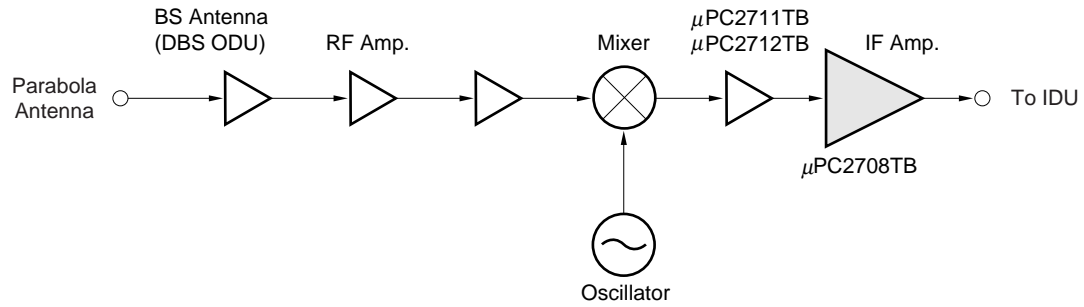 BS Antenna
(DBS ODU)
RF Amp.
Mixer
μPC2711TB
μPC2712TB
IF Amp.
Parabola
Antenna
To IDU
μPC2708TB
Oscillator